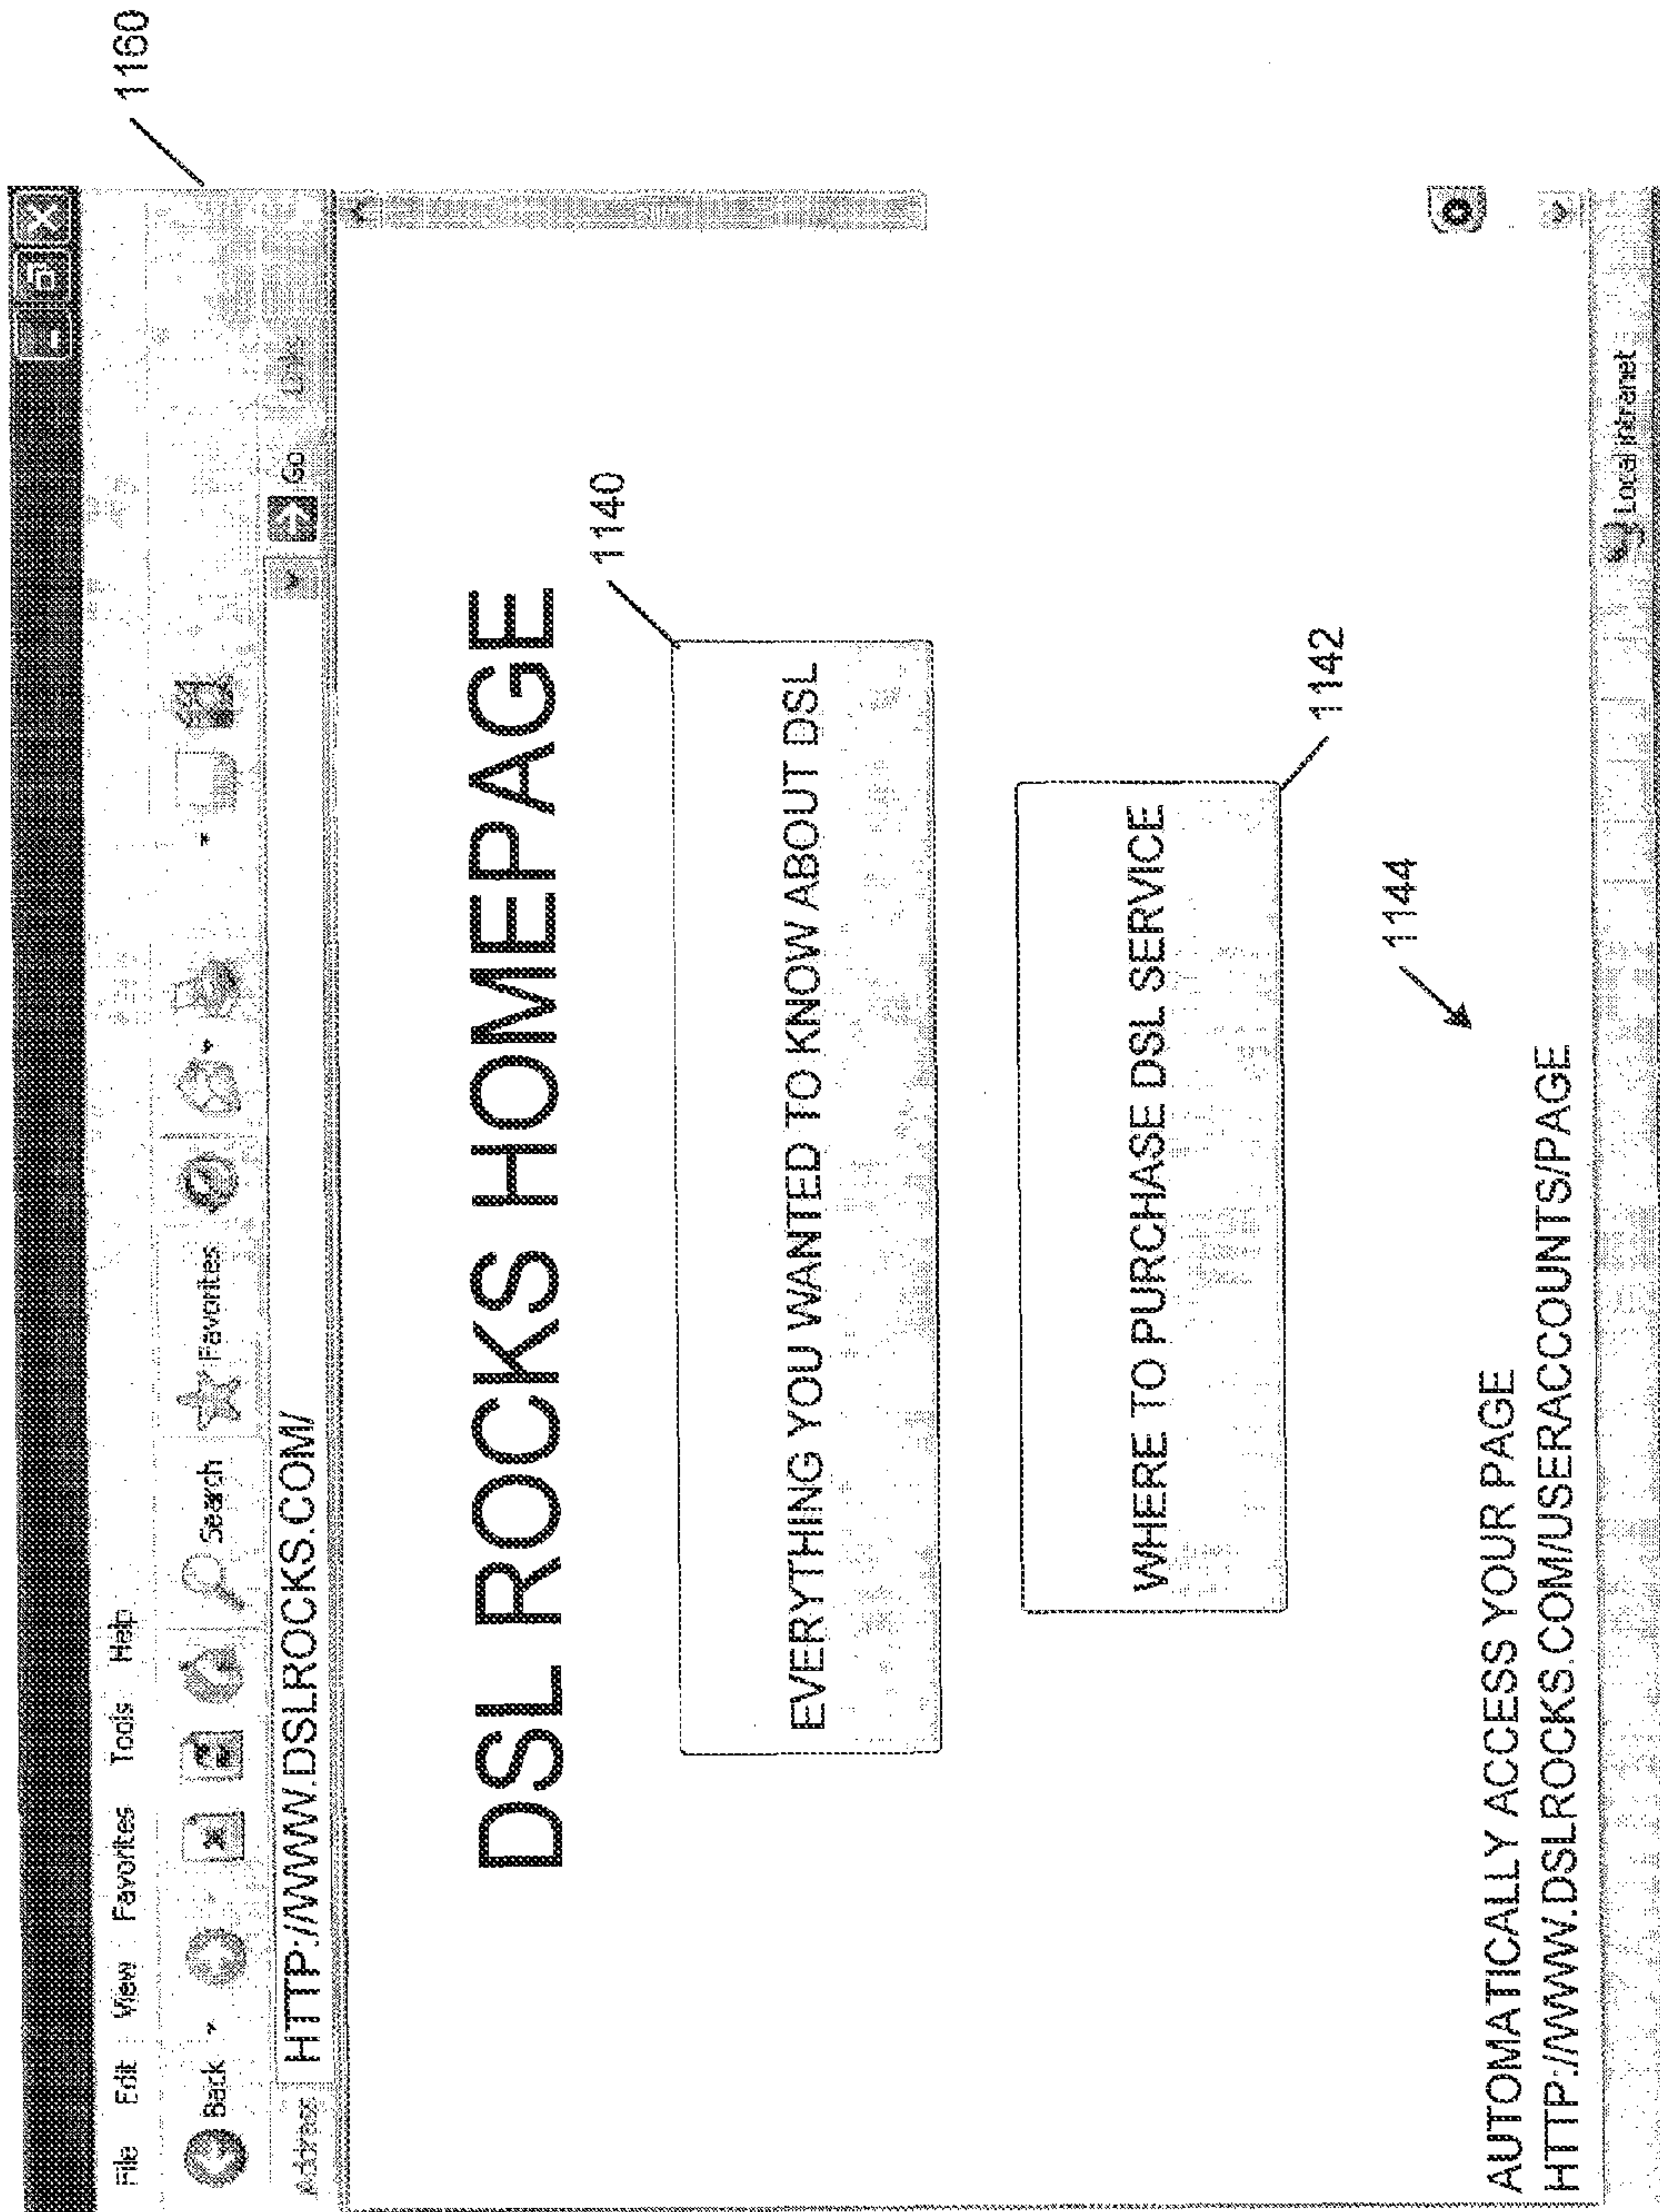 1160
File Edit View Favorites Tools Help
Back Search Favorites
Address HTTP://WWW.DSLROCKS.COM/ Go Links
DSL ROCKS HOMEPAGE
1140
EVERYTHING YOU WANTED TO KNOW ABOUT DSL
WHERE TO PURCHASE DSL SERVICE
1142
1144
AUTOMATICALLY ACCESS YOUR PAGE
HTTP://WWW.DSLROCKS.COM/USERACCOUNTS/PAGE
Local intranet